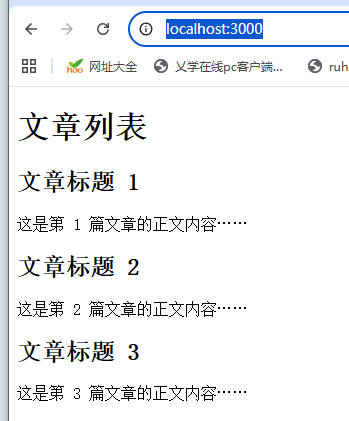 localhost:3000
hao 网址大全
乂学在线pc客户端...
ruh
文章列表
文章标题 1
这是第 1 篇文章的正文内容……
文章标题 2
这是第 2 篇文章的正文内容……
文章标题 3
这是第 3 篇文章的正文内容……